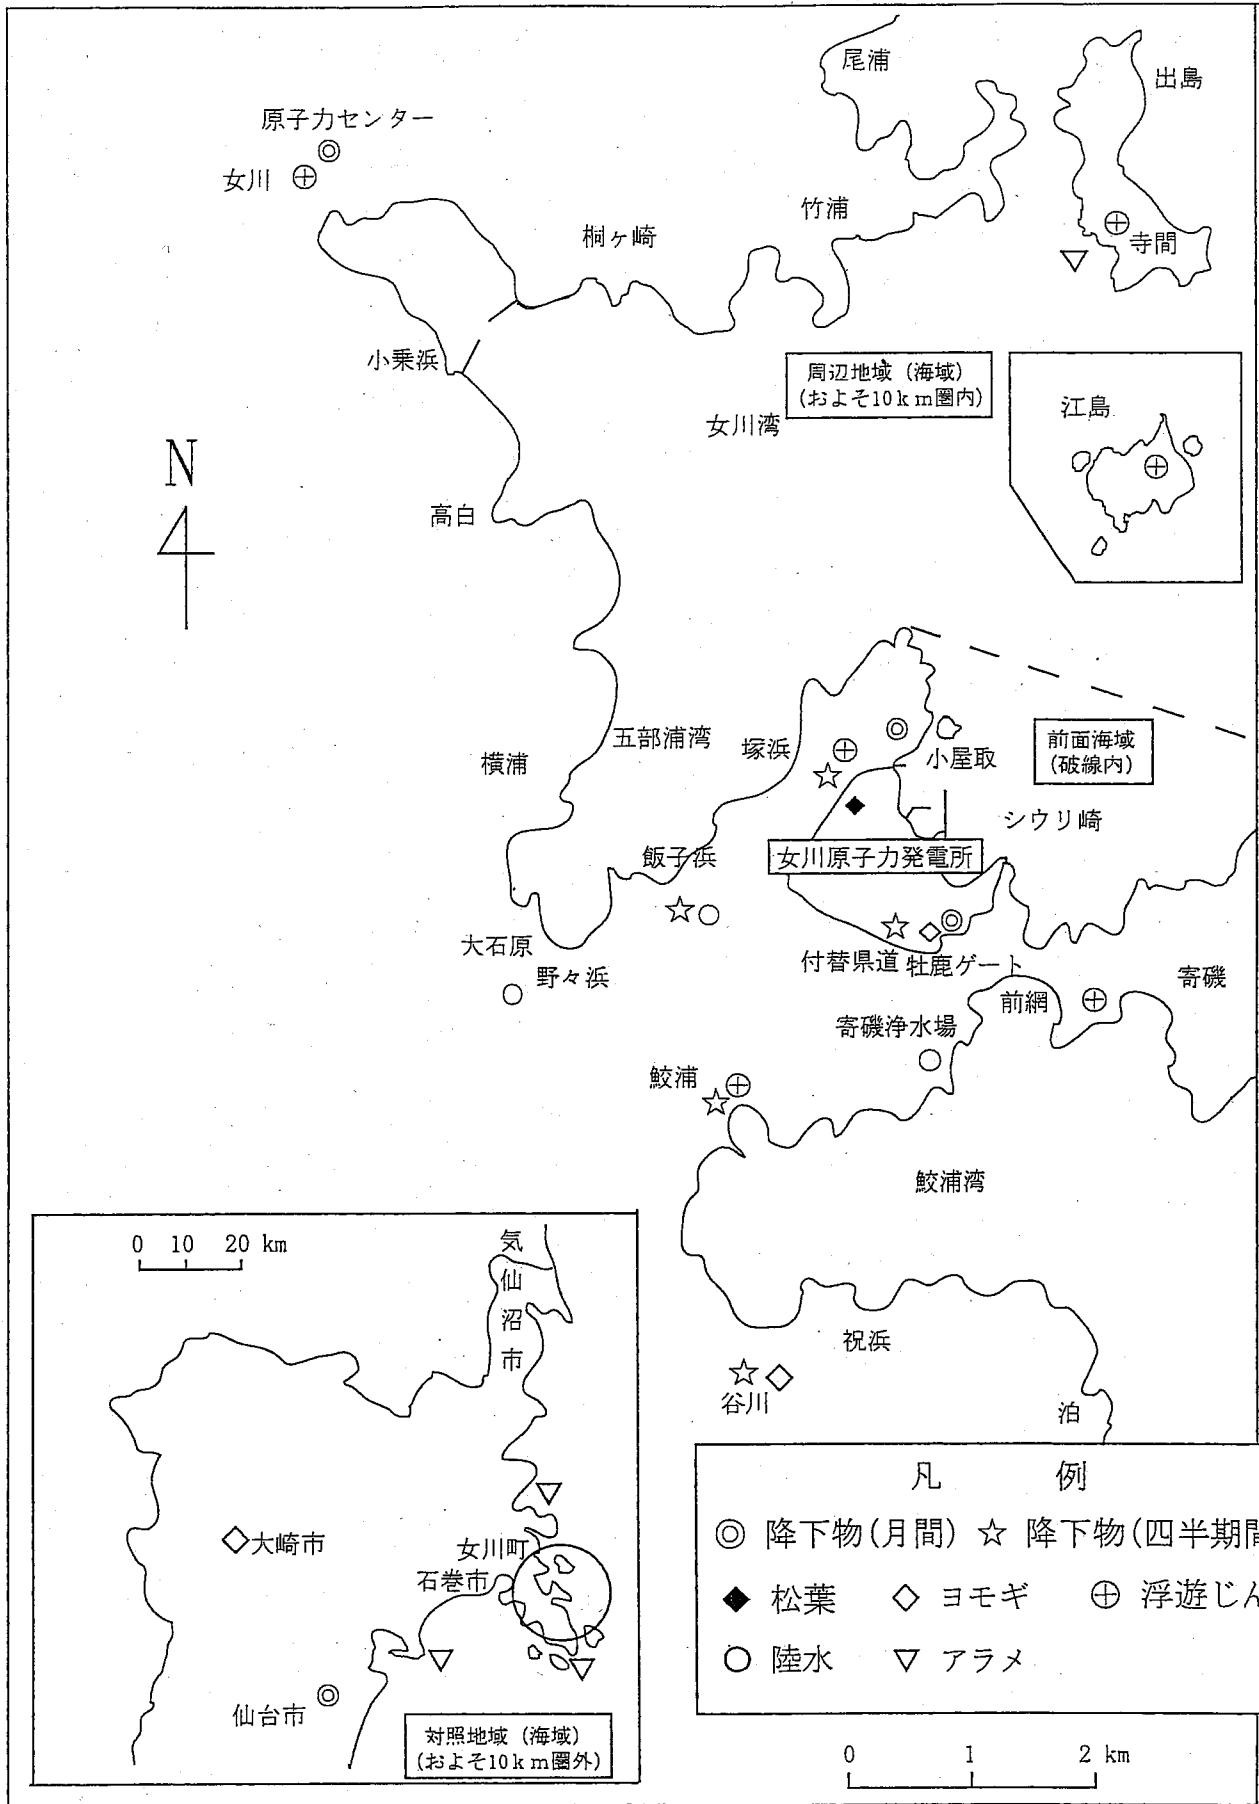 尾浦
出島
原子力センター
女川
竹浦
桐ヶ崎
寺間
小乗浜
周辺地域（海域）
(およそ10km圏内)
江島
女川湾
N
高白
五部浦湾
塚浜
横浦
小屋取
前面海域
(破線内)
シウリ崎
飯子浜
女川原子力発電所
大石原
野々浜
付替県道
牡鹿ゲート
寄磯
前網
寄磯浄水場
鮫浦
鮫浦湾
祝浜
谷川
泊
0 10 20 km
気仙沼市
大崎市
女川町
石巻市
仙台市
対照地域（海域）
(およそ10km圏外)
凡 例
◎ 降下物(月間) ☆ 降下物(四半期間
◆ 松葉 ◇ ヨモギ ⊕ 浮遊じん
○ 陸水 ▽ アラメ
0 1 2 km